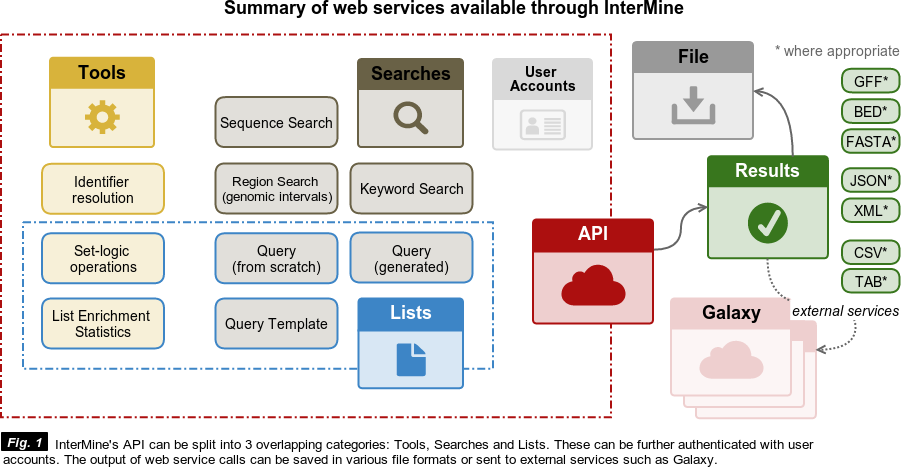 Summary of web services available through InterMine
Tools
Searches
User
Accounts
File
* where appropriate
GFF*
BED*
FASTA*
JSON*
XML*
CSV*
TAB*
Sequence Search
Identifier
resolution
Region Search
(genomic intervals)
Keyword Search
Results
API
Set-logic
operations
Query
(from scratch)
Query
(generated)
List Enrichment
Statistics
Query Template
Lists
Galaxy
external services
Fig. 1 InterMine's API can be split into 3 overlapping categories: Tools, Searches and Lists. These can be further authenticated with user
accounts. The output of web service calls can be saved in various file formats or sent to external services such as Galaxy.